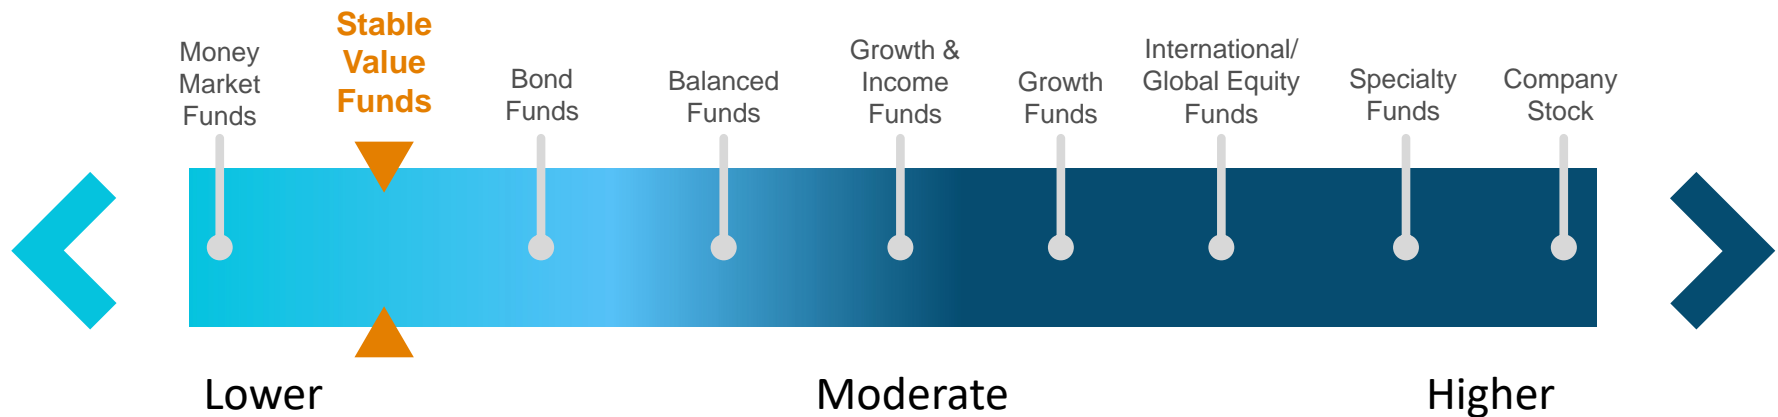 Money
Market
Funds
Stable
Value
Funds
Bond
Funds
Balanced
Funds
Growth &
Income
Funds
Growth
Funds
International/
Global Equity
Funds
Specialty
Funds
Company
Stock
Lower
Moderate
Higher